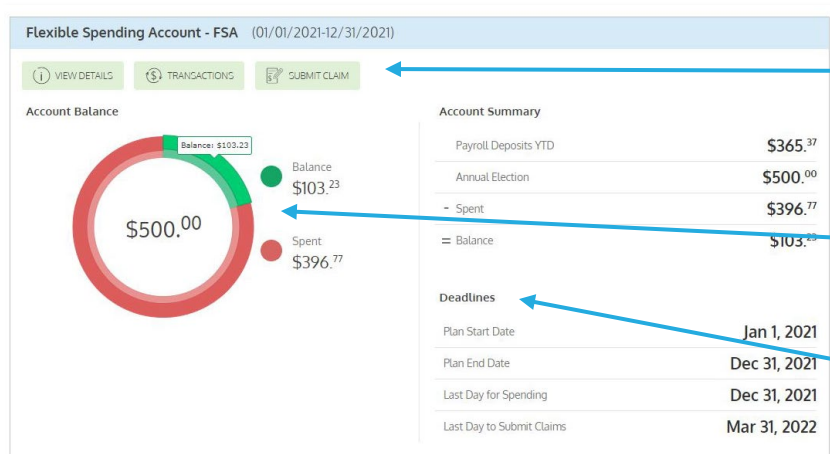 Flexible Spending Account - FSA (01/01/2021-12/31/2021)
VIEW DETAILS TRANSACTIONS SUBMIT CLAIM
Account Balance
Balance: $103.23
$500.00
Balance
$103.23
Spent
$396.77
Account Summary
Payroll Deposits YTD $365.37
Annual Election $500.00
- Spent $396.77
= Balance $103.23
Deadlines
Plan Start Date Jan 1, 2021
Plan End Date Dec 31, 2021
Last Day for Spending Dec 31, 2021
Last Day to Submit Claims Mar 31, 2022